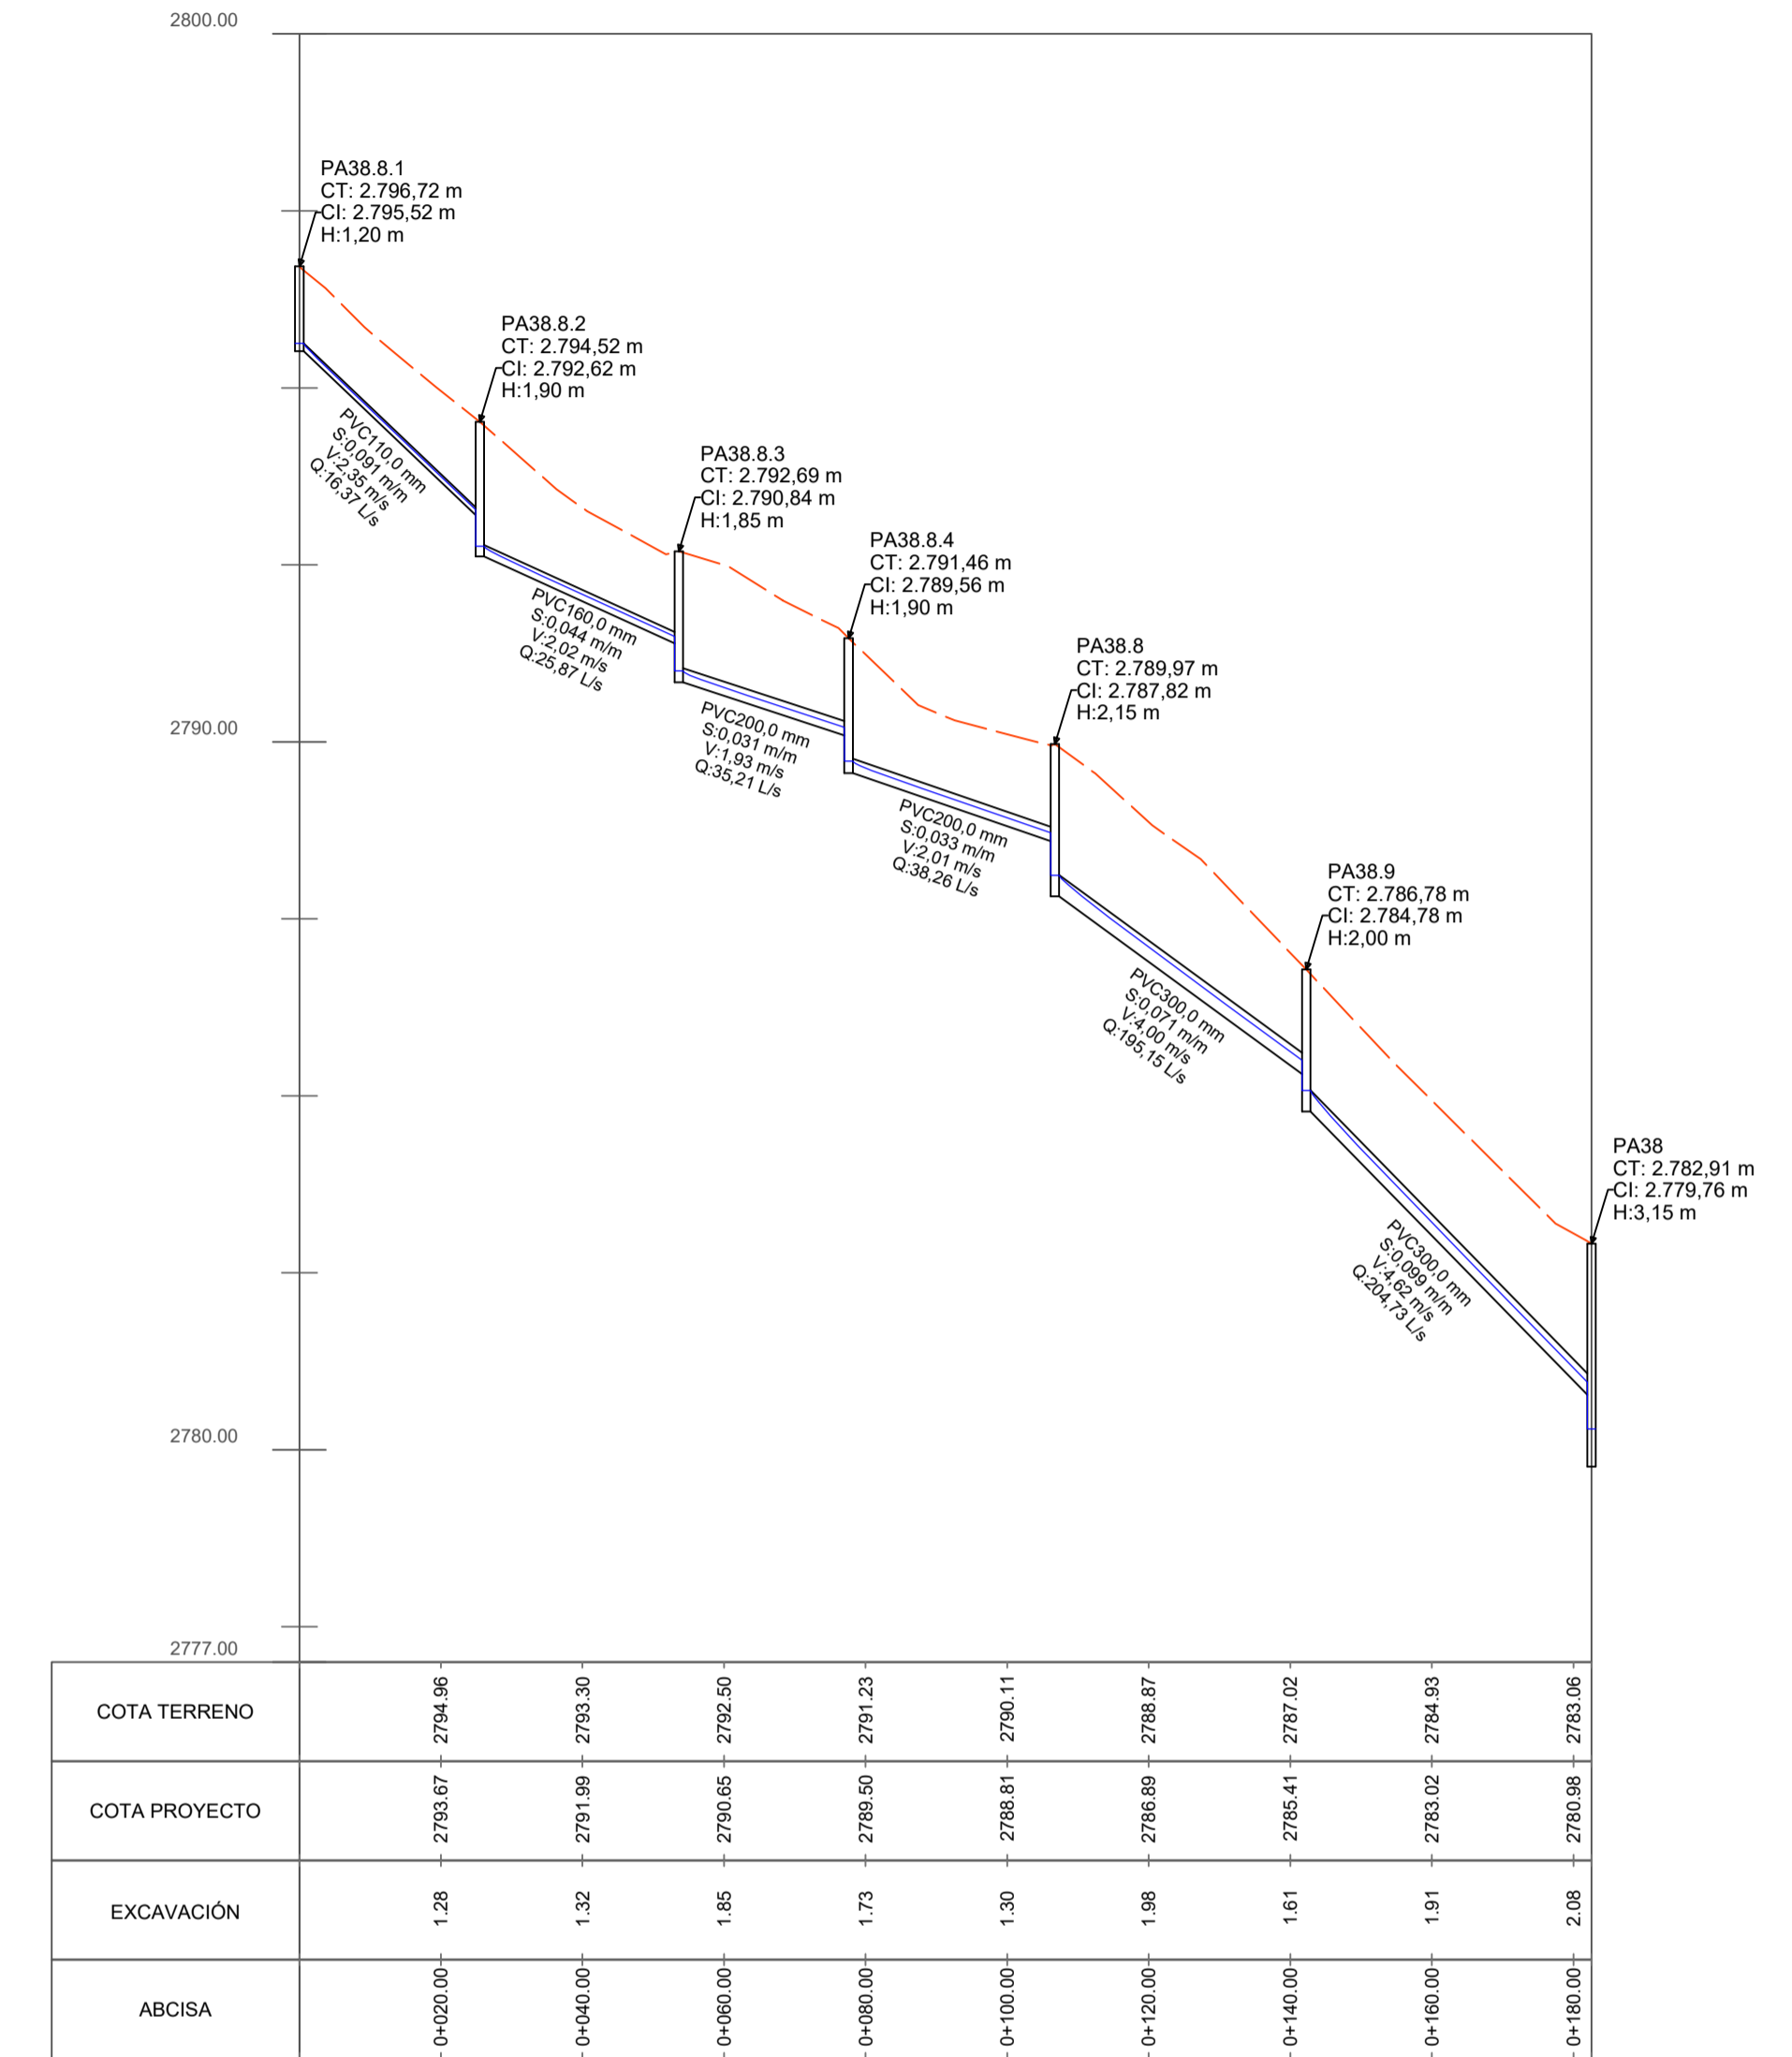 2800.00
PA38.8.1
CT: 2.796,72 m
CI: 2.795,52 m
H:1,20 m
PA38.8.2
CT: 2.794,52 m
CI: 2.792,62 m
H:1,90 m
PVC110,0 mm
S:0,091 m/m
V:2,35 m/s
Q:16,37 L/s
PA38.8.3
CT: 2.792,69 m
CI: 2.790,84 m
H:1,85 m
PVC160,0 mm
S:0,044 m/m
V:2,02 m/s
Q:25,87 L/s
PA38.8.4
CT: 2.791,46 m
CI: 2.789,56 m
H:1,90 m
2790.00
PVC200,0 mm
S:0,031 m/m
V:1,93 m/s
Q:35,21 L/s
PA38.8
CT: 2.789,97 m
CI: 2.787,82 m
H:2,15 m
PVC200,0 mm
S:0,033 m/m
V:2,01 m/s
Q:38,26 L/s
PA38.9
CT: 2.786,78 m
CI: 2.784,78 m
H:2,00 m
PVC300,0 mm
S:0,071 m/m
V:4,00 m/s
Q:195,15 L/s
PA38
CT: 2.782,91 m
CI: 2.779,76 m
H:3,15 m
PVC300,0 mm
S:0,099 m/m
V:4,62 m/s
Q:204,73 L/s
2780.00
2777.00
COTA TERRENO 2794.96 2793.30 2792.50 2791.23 2790.11 2788.87 2787.02 2784.93 2783.06
COTA PROYECTO 2793.67 2791.99 2790.65 2789.50 2788.81 2786.89 2785.41 2783.02 2780.98
EXCAVACIÓN 1.28 1.32 1.85 1.73 1.30 1.98 1.61 1.91 2.08
ABCISA 0+020.00 0+040.00 0+060.00 0+080.00 0+100.00 0+120.00 0+140.00 0+160.00 0+180.00